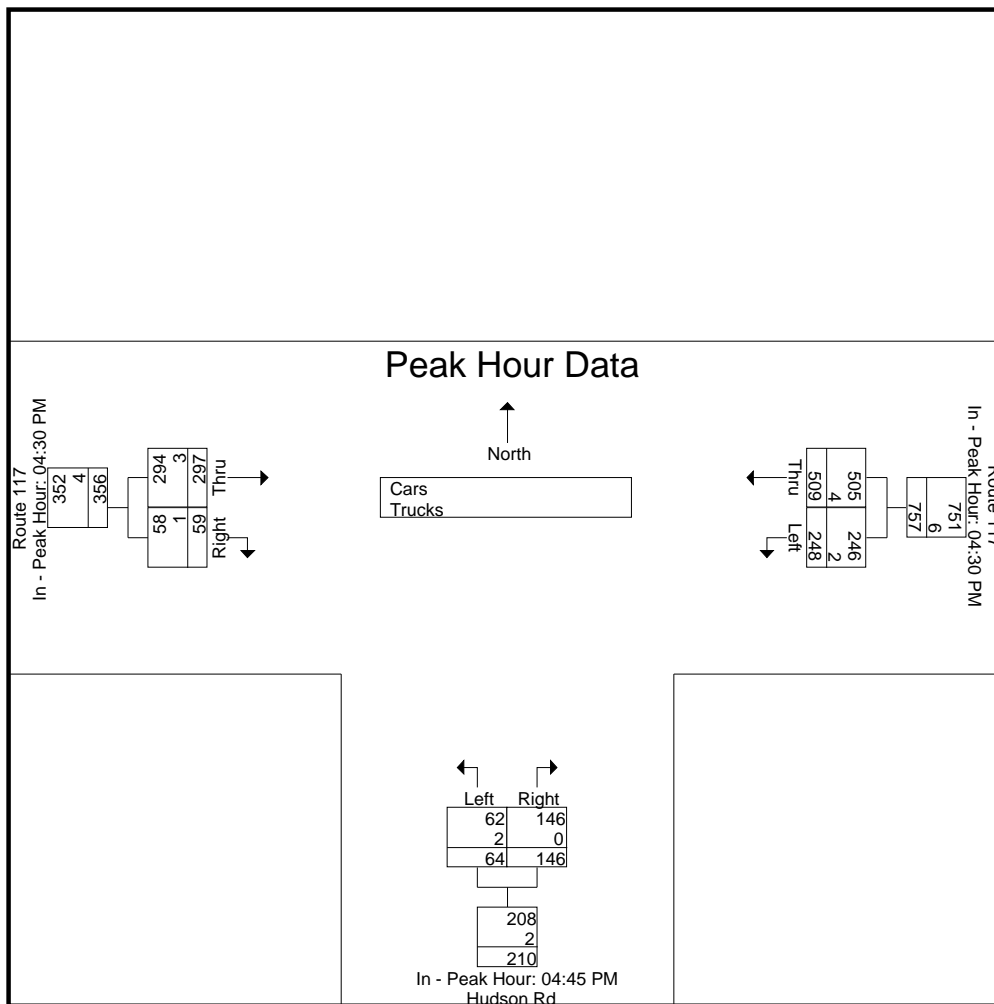 Peak Hour Data
North
Cars
Trucks
Route 117
In - Peak Hour: 04:30 PM
352
4
356
294
3
297
Thru
58
1
59
Right
Route 117
In - Peak Hour: 04:30 PM
751
6
757
505
4
509
Thru
246
2
248
Left
Left Right
62 146
2 0
64 146
208
2
210
In - Peak Hour: 04:45 PM
Hudson Rd